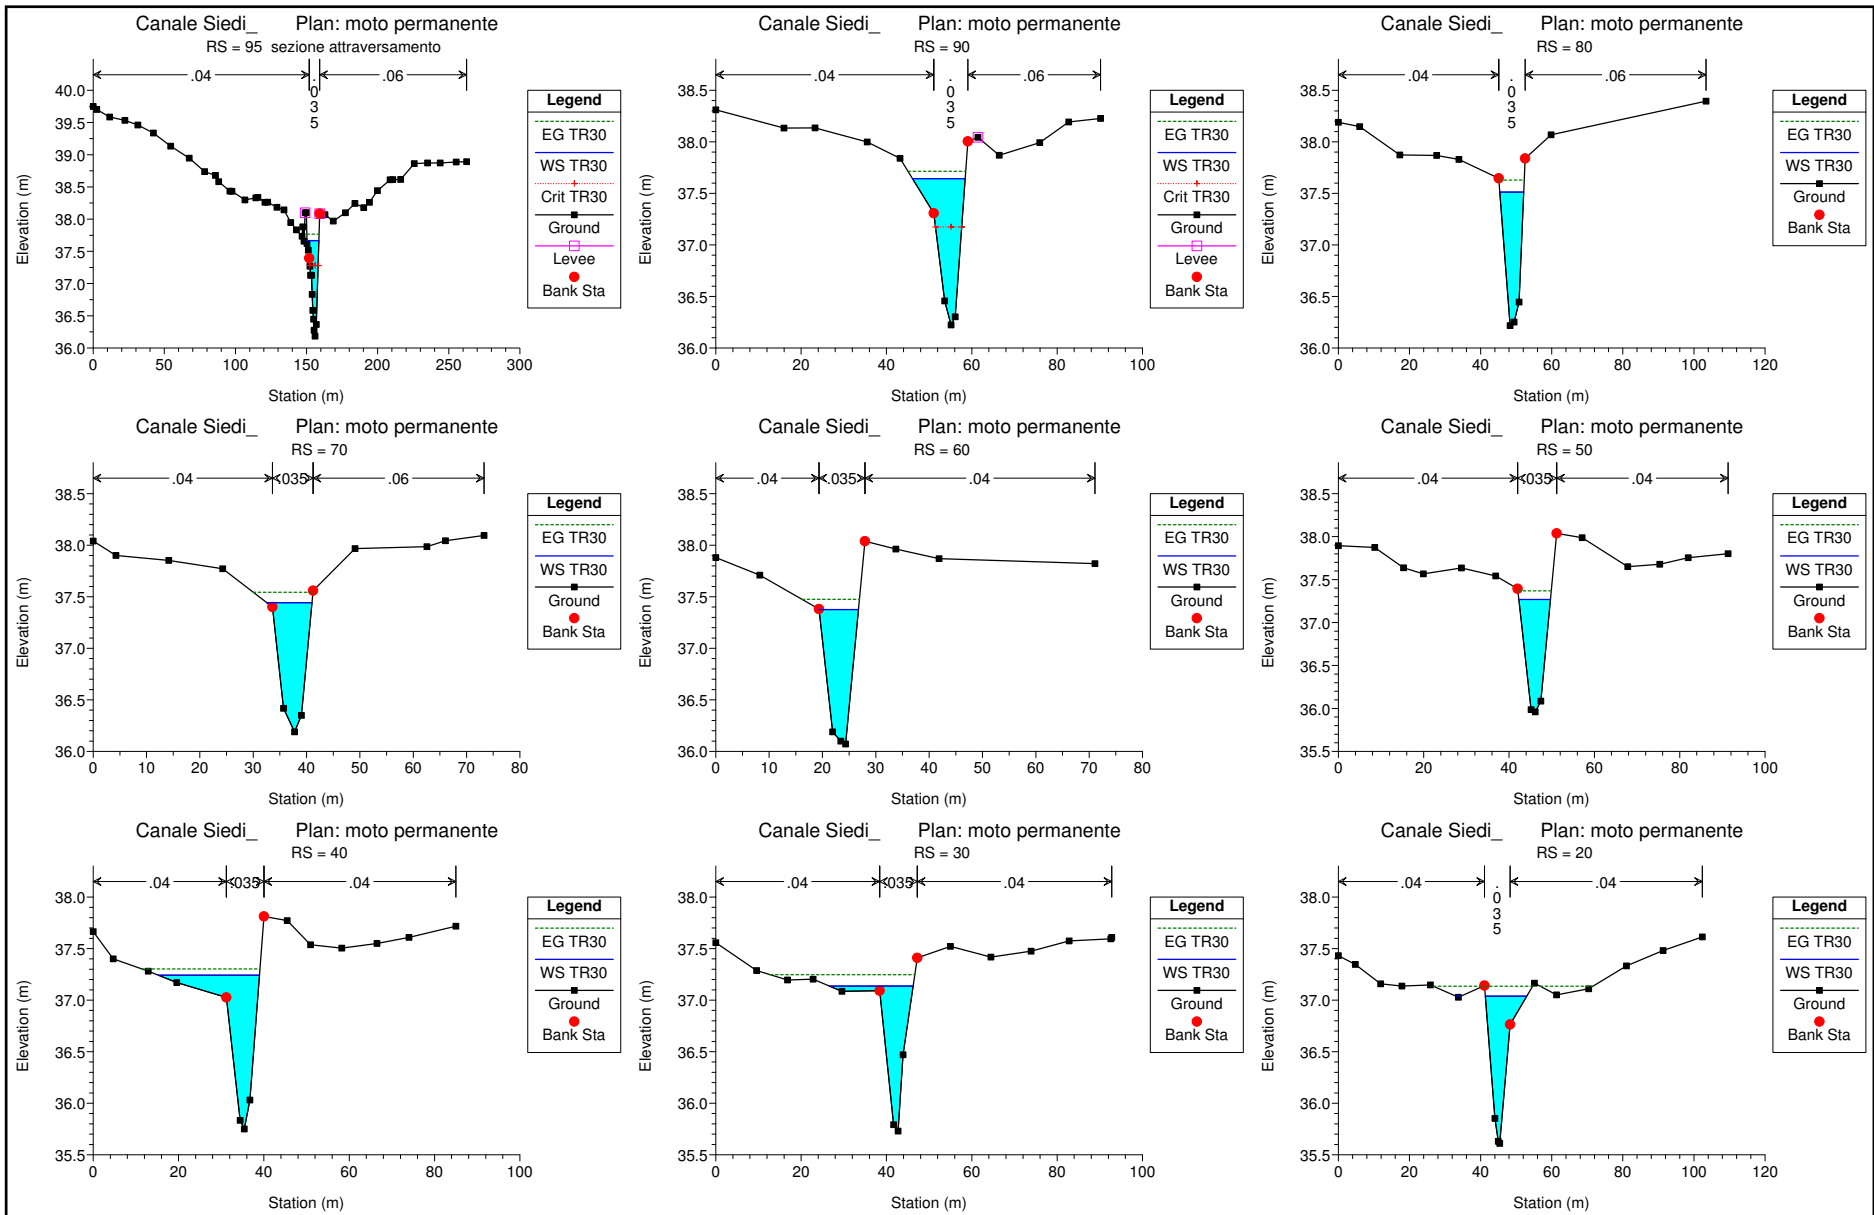 Canale Siedi_ Plan: moto permanente
RS = 95 sezione attraversamento
.04 .035 .06
Legend
EG TR30
WS TR30
Crit TR30
Ground
Levee
Bank Sta
Elevation (m)
40.0
39.5
39.0
38.5
38.0
37.5
37.0
36.5
36.0
0 50 100 150 200 250 300
Station (m)
Canale Siedi_ Plan: moto permanente
RS = 90
.04 .035 .06
Legend
EG TR30
WS TR30
Crit TR30
Ground
Levee
Bank Sta
Elevation (m)
38.5
38.0
37.5
37.0
36.5
36.0
0 20 40 60 80 100
Station (m)
Canale Siedi_ Plan: moto permanente
RS = 80
.04 .035 .06
Legend
EG TR30
WS TR30
Ground
Bank Sta
Elevation (m)
38.5
38.0
37.5
37.0
36.5
36.0
0 20 40 60 80 100 120
Station (m)
Canale Siedi_ Plan: moto permanente
RS = 70
.04 .035 .06
Legend
EG TR30
WS TR30
Ground
Bank Sta
Elevation (m)
38.5
38.0
37.5
37.0
36.5
36.0
0 10 20 30 40 50 60 70 80
Station (m)
Canale Siedi_ Plan: moto permanente
RS = 60
.04 .035 .04
Legend
EG TR30
WS TR30
Ground
Bank Sta
Elevation (m)
38.5
38.0
37.5
37.0
36.5
36.0
0 10 20 30 40 50 60 70 80
Station (m)
Canale Siedi_ Plan: moto permanente
RS = 50
.04 .035 .04
Legend
EG TR30
WS TR30
Ground
Bank Sta
Elevation (m)
38.5
38.0
37.5
37.0
36.5
36.0
35.5
0 20 40 60 80 100
Station (m)
Canale Siedi_ Plan: moto permanente
RS = 40
.04 .035 .04
Legend
EG TR30
WS TR30
Ground
Bank Sta
Elevation (m)
38.0
37.5
37.0
36.5
36.0
35.5
0 20 40 60 80 100
Station (m)
Canale Siedi_ Plan: moto permanente
RS = 30
.04 .035 .04
Legend
EG TR30
WS TR30
Ground
Bank Sta
Elevation (m)
38.0
37.5
37.0
36.5
36.0
35.5
0 20 40 60 80 100
Station (m)
Canale Siedi_ Plan: moto permanente
RS = 20
.04 .035 .04
Legend
EG TR30
WS TR30
Ground
Bank Sta
Elevation (m)
38.0
37.5
37.0
36.5
36.0
35.5
0 20 40 60 80 100 120
Station (m)